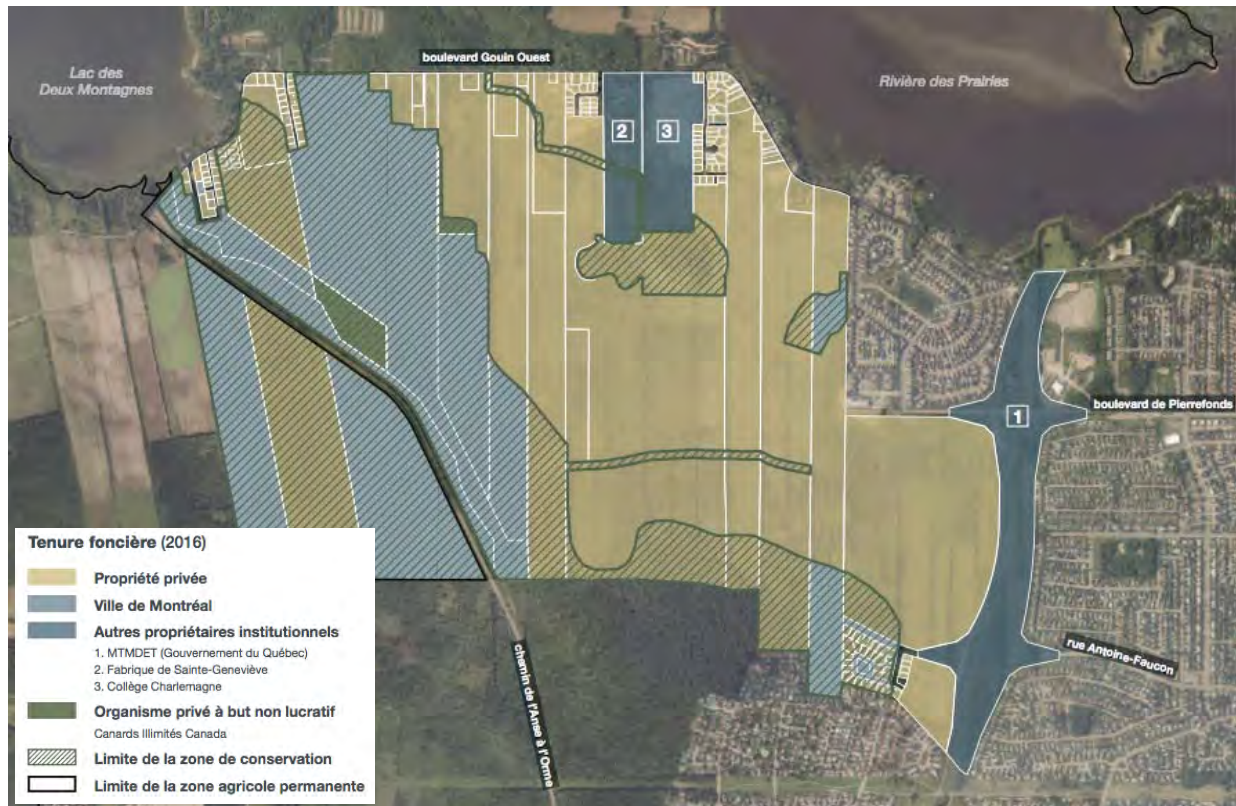 boulevard Gouin Ouest
Lac des
Deux Montagnes
Rivière des Prairies
2
3
boulevard de Pierrefonds
1
rue Antoine-Faucon
chemin de l'Anse à l'Orme
Tenure foncière (2016)
Propriété privée
Ville de Montréal
Autres propriétaires institutionnels
1. MTMDET (Gouvernement du Québec)
2. Fabrique de Sainte-Geneviève
3. Collège Charlemagne
Organisme privé à but non lucratif
Canards Illimités Canada
Limite de la zone de conservation
Limite de la zone agricole permanente